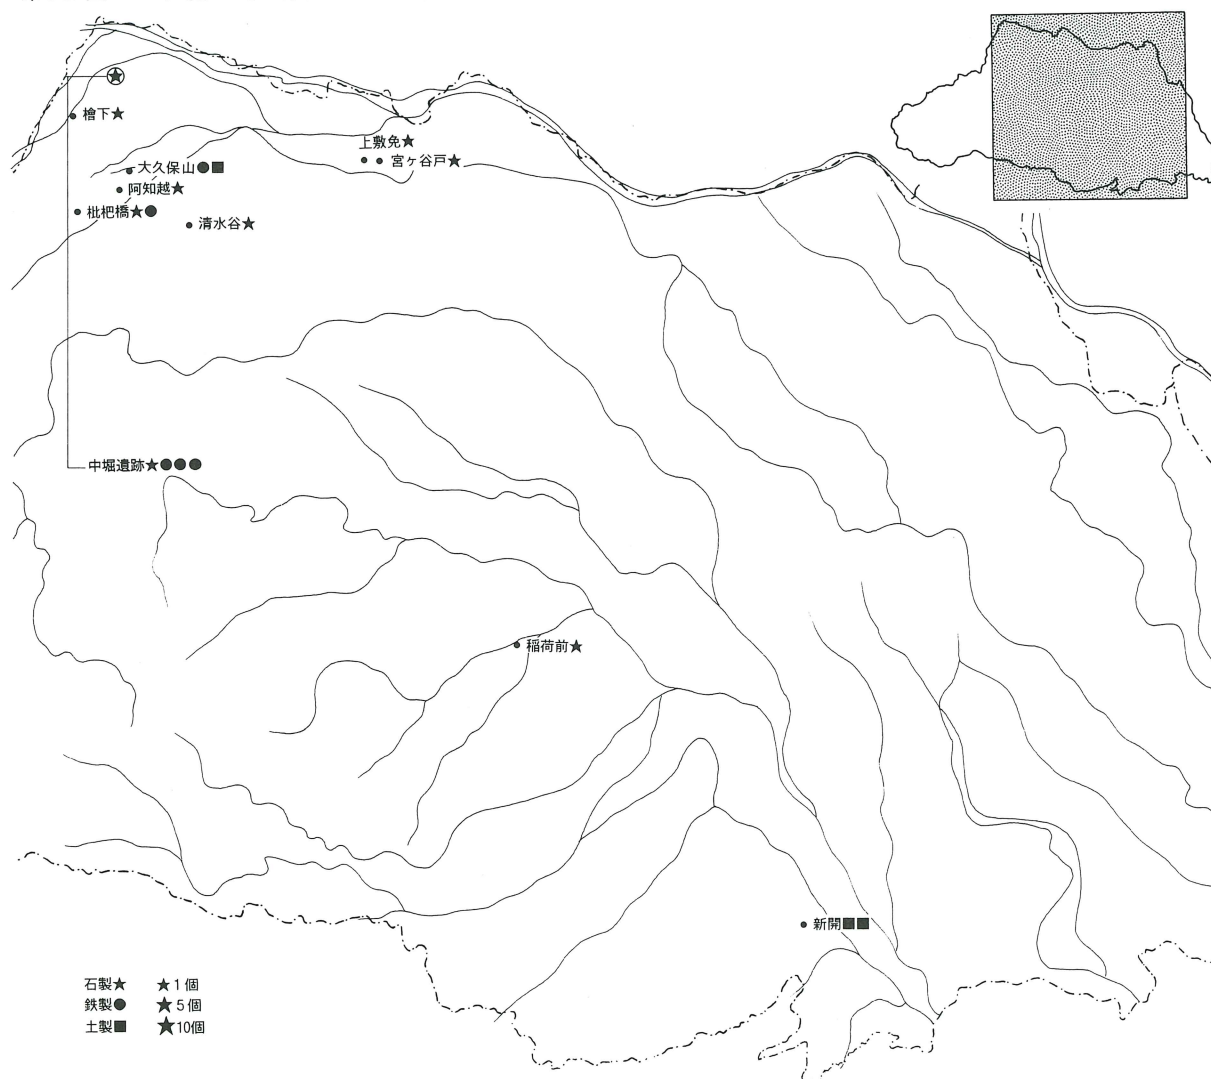 檜下★
上敷免★
宮ヶ谷戸★
大久保山●■
阿知越★
枇杷橋★●
清水谷★
中堀遺跡★●●●
稲荷前★
新開■■
石製★ ★1個
鉄製● ★5個
土製■ ★10個